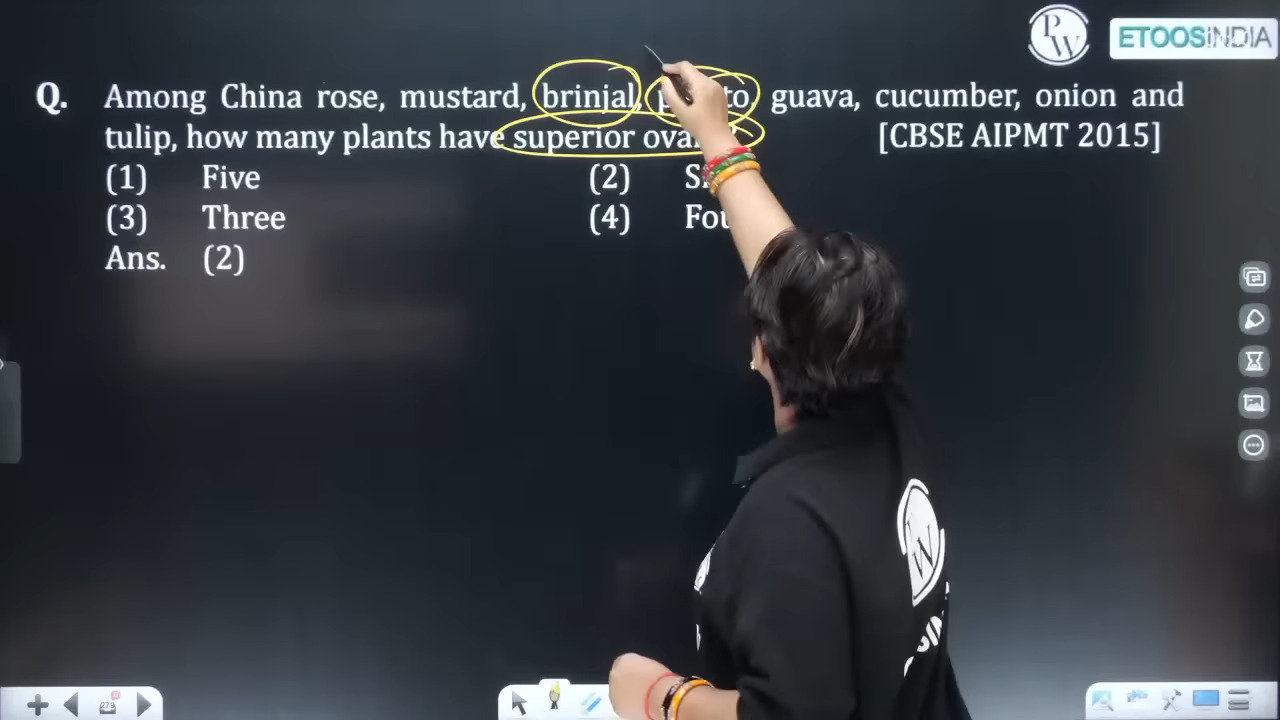 PW
ETOOSINDIA
Q. Among China rose, mustard, brinjal, guava, cucumber, onion and
tulip, how many plants have superior [CBSE AIPMT 2015]
(1) Five (2)
(3) Three (4)
Ans. (2)